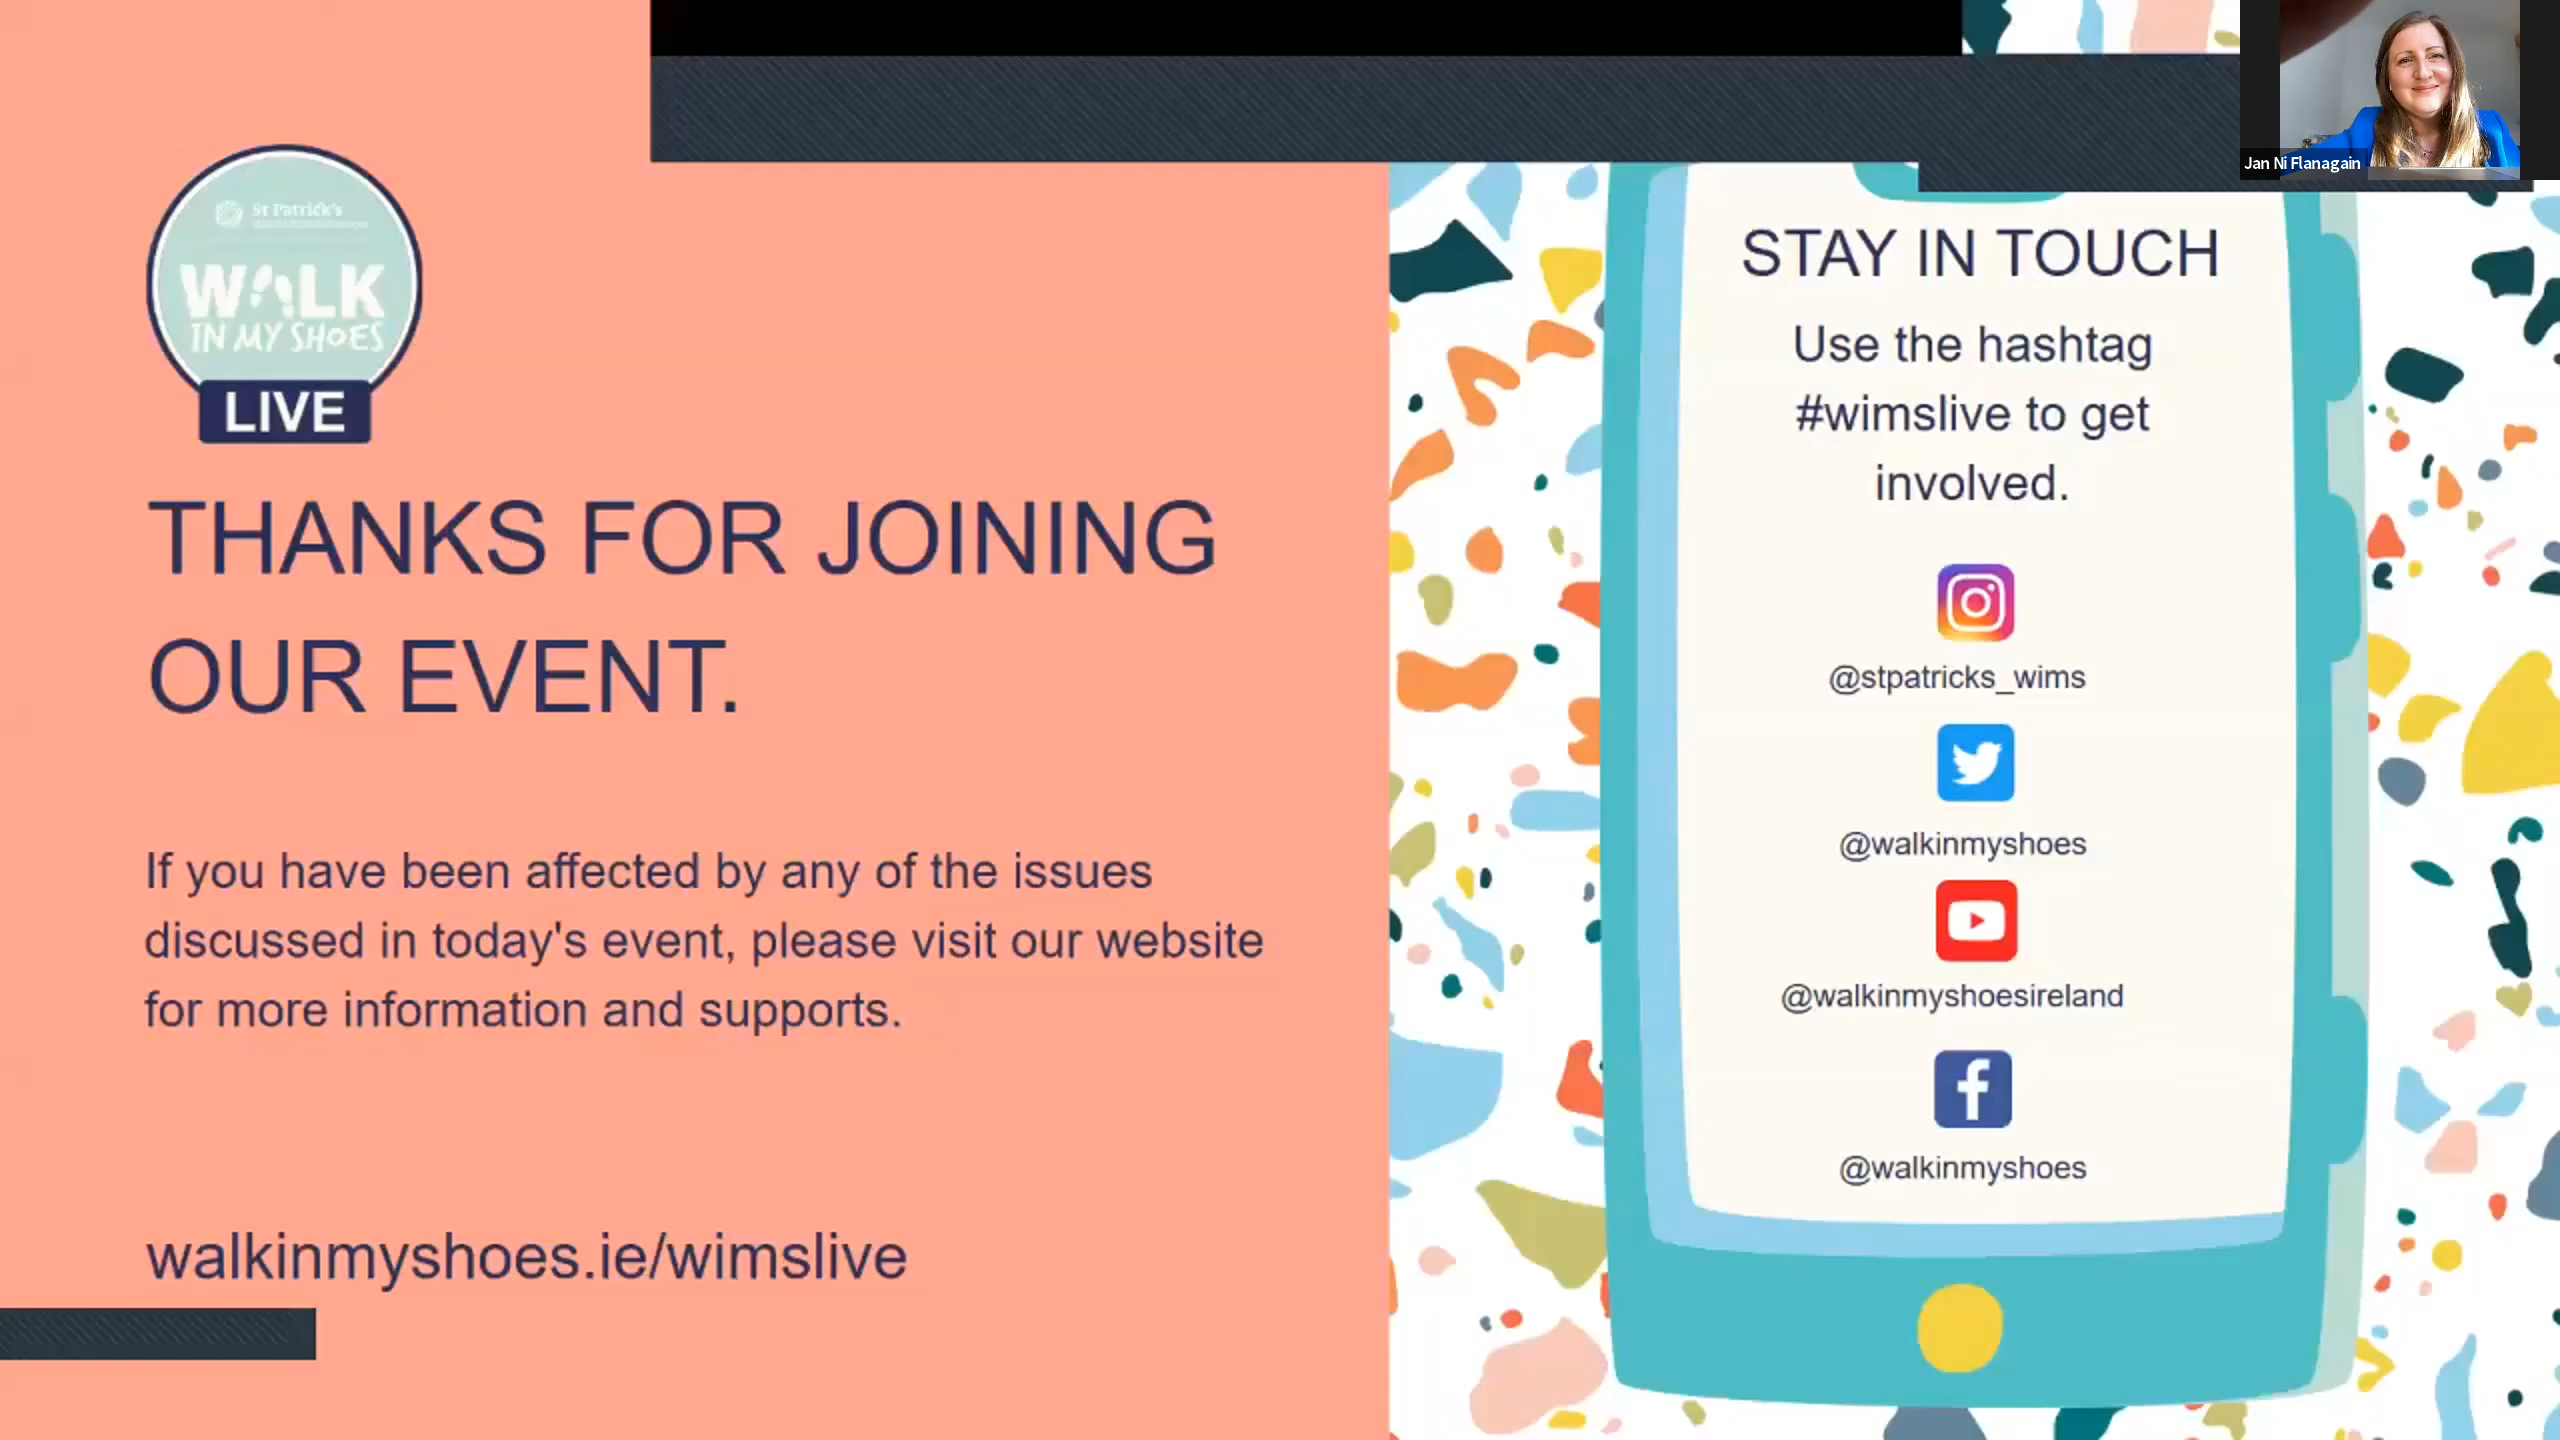 St Patrick's
WALK
IN MY SHOES
LIVE
THANKS FOR JOINING
OUR EVENT.
If you have been affected by any of the issues
discussed in today's event, please visit our website
for more information and supports.
walkinmyshoes.ie/wimslive
STAY IN TOUCH
Use the hashtag
#wimslive to get
involved.
@stpatricks_wims
@walkinmyshoes
@walkinmyshoesireland
@walkinmyshoes
Jan Ni Flanagain